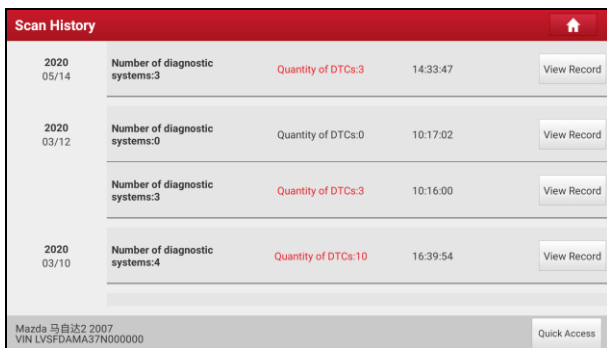 Scan History
2020
05/14
Number of diagnostic
systems:3
Quantity of DTCs:3
14:33:47
View Record
2020
03/12
Number of diagnostic
systems:0
Quantity of DTCs:0
10:17:02
View Record
Number of diagnostic
systems:3
Quantity of DTCs:3
10:16:00
View Record
2020
03/10
Number of diagnostic
systems:4
Quantity of DTCs:10
16:39:54
View Record
Mazda 马自达2 2007
VIN LVSFDAMA37N000000
Quick Access